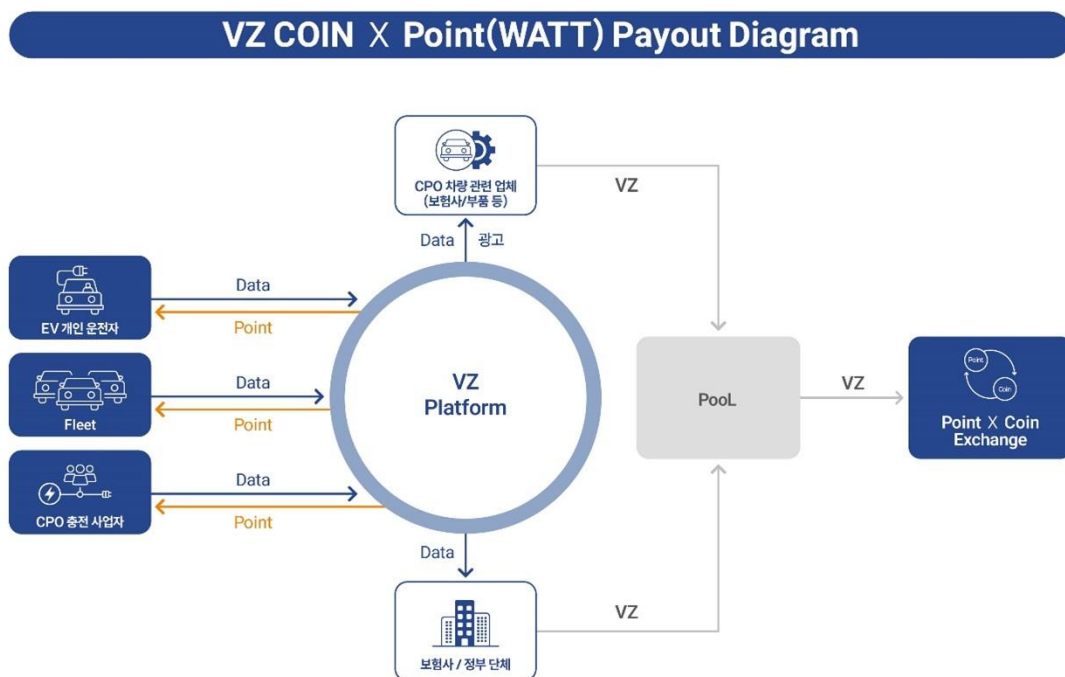 VZ COIN X Point(WATT) Payout Diagram
CPO 차량 관련 업체
(보험사/부품 등)
VZ
Data
광고
EV 개인 운전자
Data
Point
Fleet
Data
Point
CPO 충전 사업자
Data
Point
VZ
Platform
PooL
VZ
Point
Coin
Point X Coin
Exchange
Data
보험사 / 정부 단체
VZ